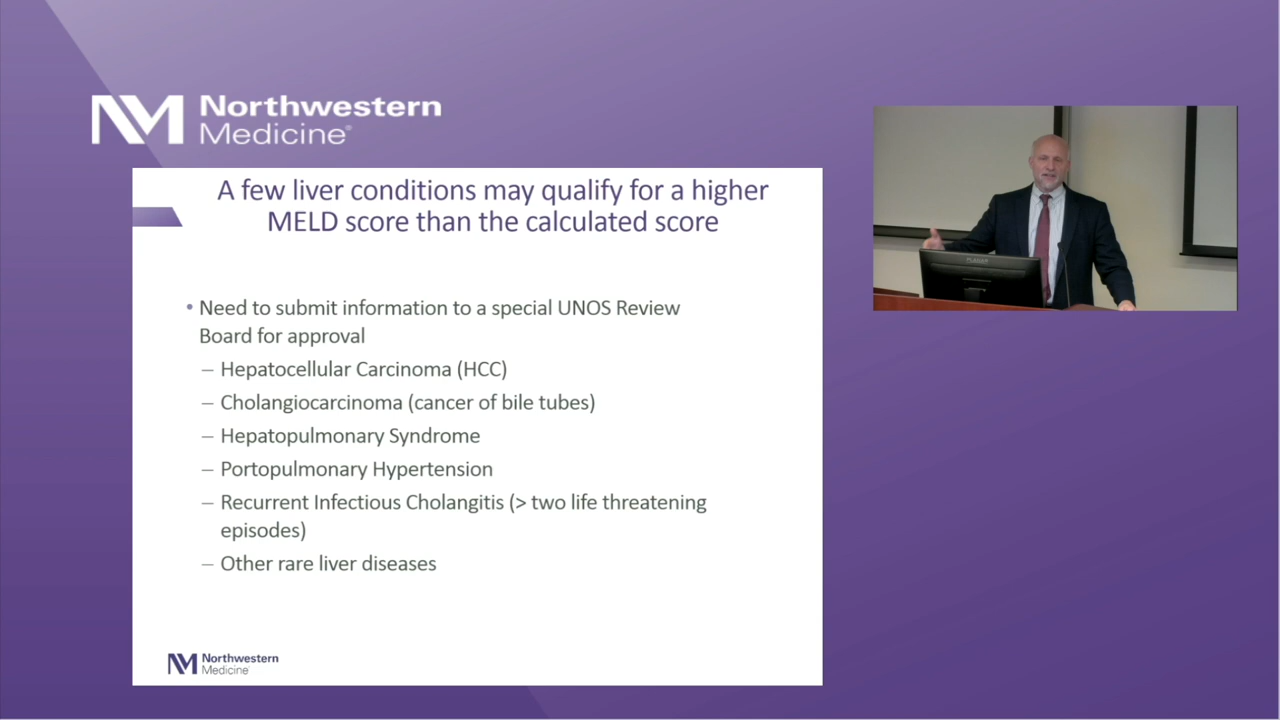 Northwestern
Medicine®
A few liver conditions may qualify for a higher
MELD score than the calculated score
• Need to submit information to a special UNOS Review
Board for approval
– Hepatocellular Carcinoma (HCC)
– Cholangiocarcinoma (cancer of bile tubes)
– Hepatopulmonary Syndrome
– Portopulmonary Hypertension
– Recurrent Infectious Cholangitis (> two life threatening
episodes)
– Other rare liver diseases
Northwestern
Medicine